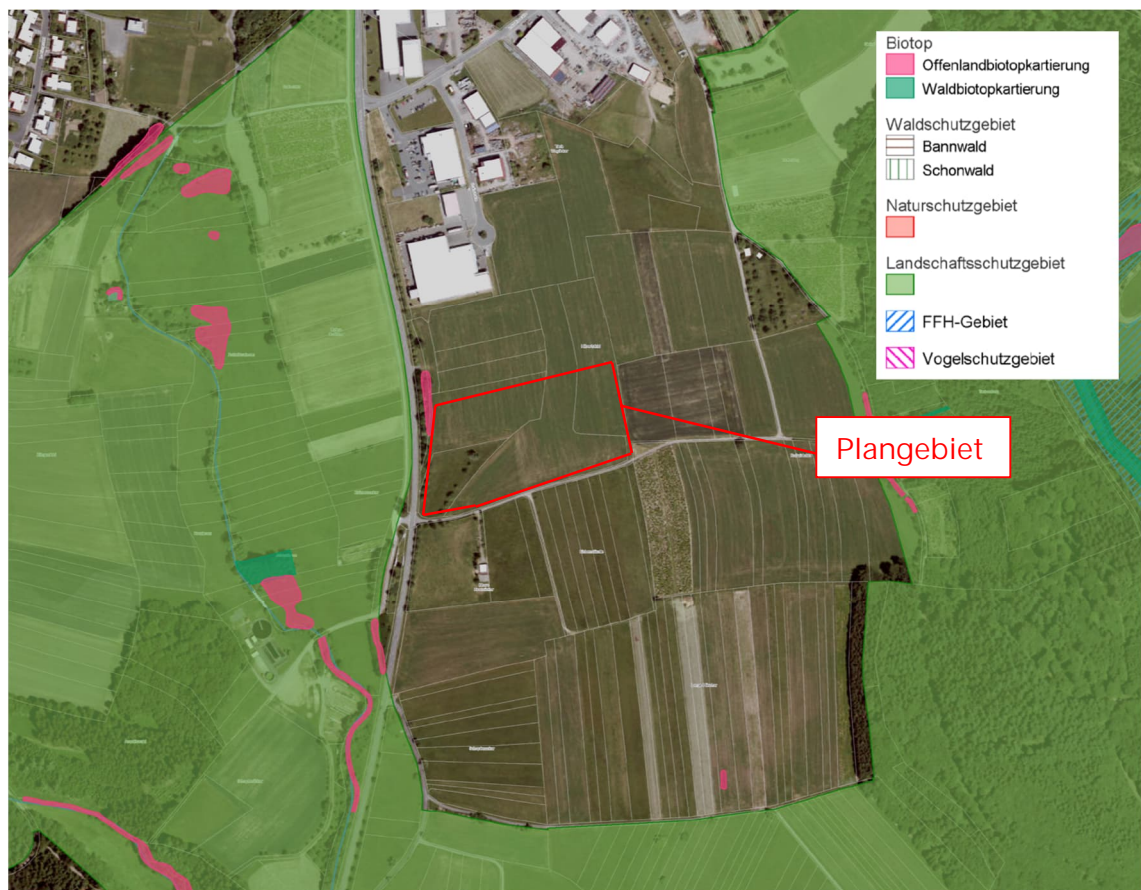 Biotop
Offenlandbiotopkartierung
Waldbiotopkartierung
Waldschutzgebiet
Bannwald
Schonwald
Naturschutzgebiet
Landschaftsschutzgebiet
FFH-Gebiet
Vogelschutzgebiet
Plangebiet